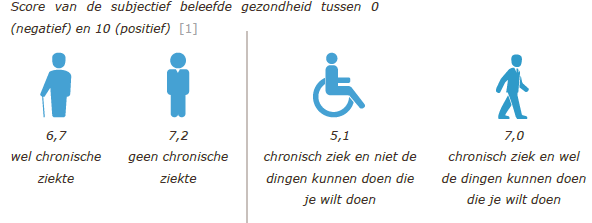 Score van de subjectief beleefde gezondheid tussen 0
(negatief) en 10 (positief) [1]
6,7
wel chronische
ziekte
7,2
geen chronische
ziekte
5,1
chronisch ziek en niet de
dingen kunnen doen die
je wilt doen
7,0
chronisch ziek en wel
de dingen kunnen doen
die je wilt doen